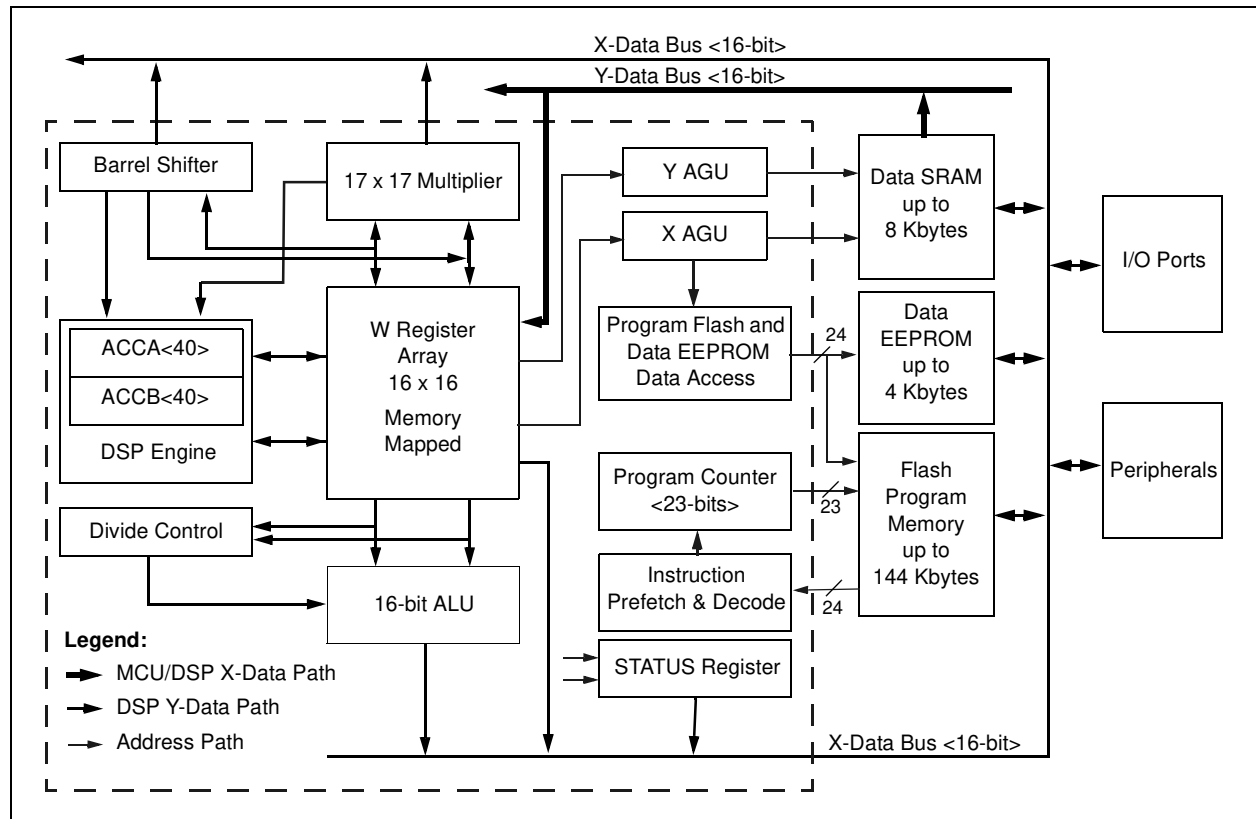 X-Data Bus <16-bit>
Y-Data Bus <16-bit>
Barrel Shifter
17 x 17 Multiplier
Y AGU
X AGU
Data SRAM
up to
8 Kbytes
I/O Ports
ACCA<40>
ACCB<40>
DSP Engine
W Register
Array
16 x 16
Memory
Mapped
Program Flash and
Data EEPROM
Data Access
24
Data
EEPROM
up to
4 Kbytes
Program Counter
<23-bits>
23
Flash
Program
Memory
up to
144 Kbytes
Peripherals
Divide Control
16-bit ALU
Instruction
Prefetch & Decode
24
STATUS Register
Legend:
MCU/DSP X-Data Path
DSP Y-Data Path
Address Path
X-Data Bus <16-bit>